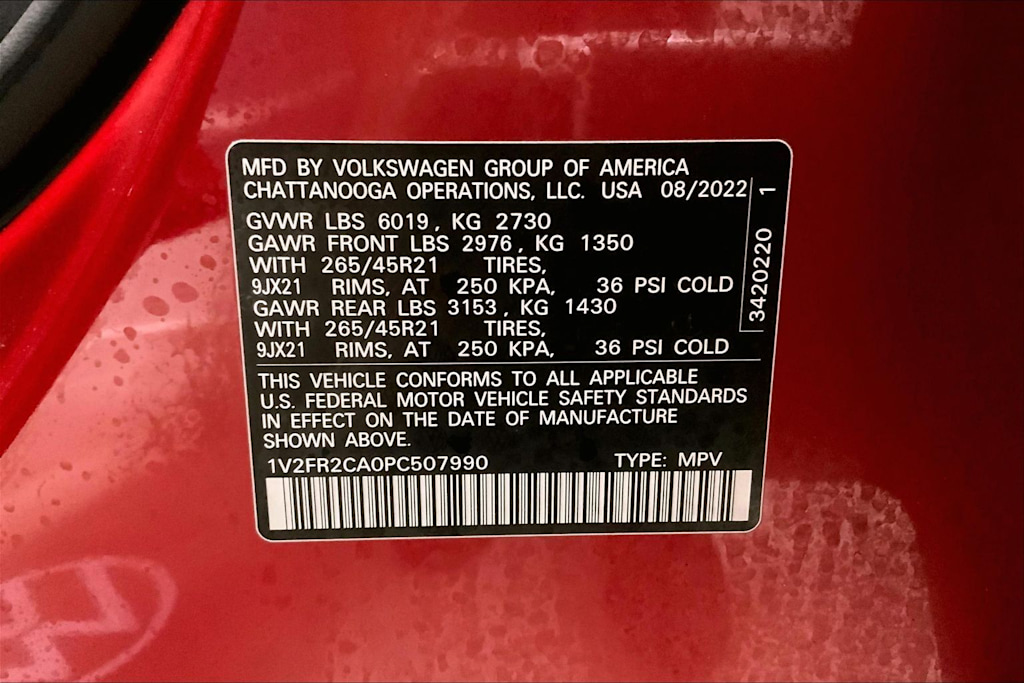 MFD BY VOLKSWAGEN GROUP OF AMERICA
CHATTANOOGA OPERATIONS, LLC. USA 08/2022
GVWR LBS 6019, KG 2730
GAWR FRONT LBS 2976, KG 1350
WITH 265/45R21 TIRES,
9JX21 RIMS, AT 250 KPA, 36 PSI COLD
GAWR REAR LBS 3153, KG 1430
WITH 265/45R21 TIRES,
9JX21 RIMS, AT 250 KPA, 36 PSI COLD
3420220 1
THIS VEHICLE CONFORMS TO ALL APPLICABLE
U.S. FEDERAL MOTOR VEHICLE SAFETY STANDARDS
IN EFFECT ON THE DATE OF MANUFACTURE
SHOWN ABOVE.
1V2FR2CA0PC507990 TYPE: MPV